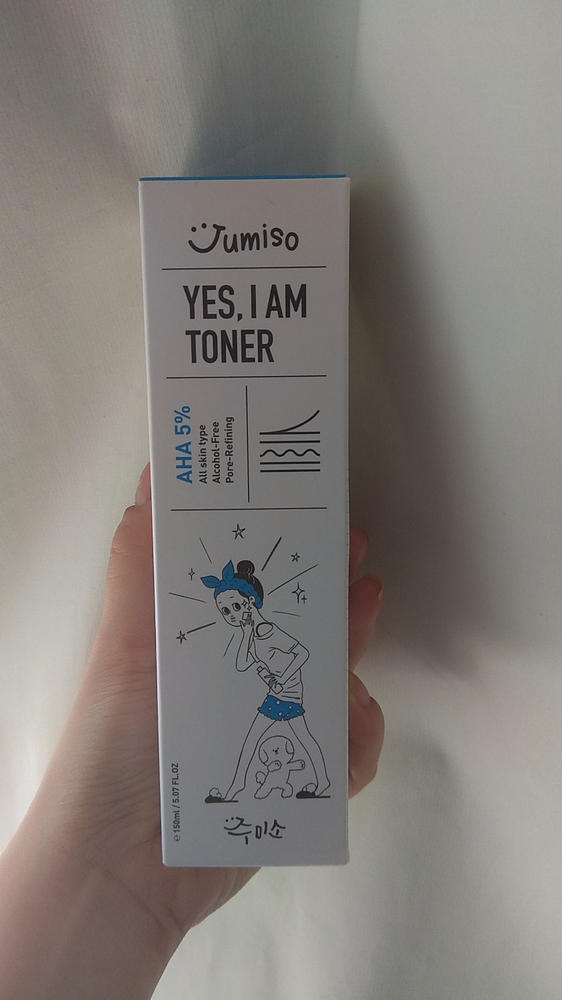 Jumiso
YES, I AM
TONER
AHA 5%
All skin type
Alcohol-Free
Pore-Refining
℮ 150ml / 5.07 FL.OZ
주미소